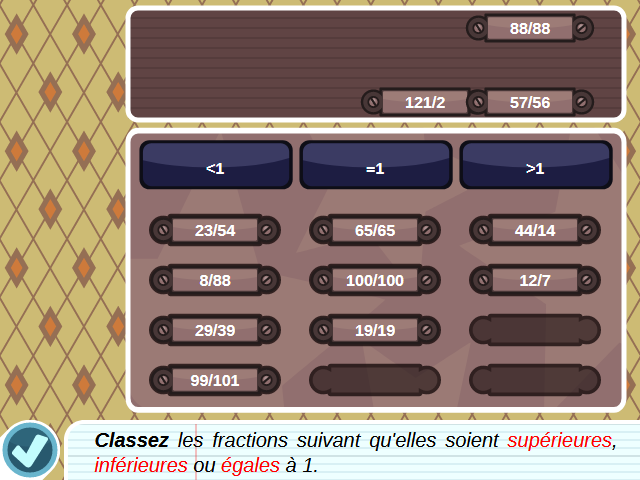 88/88
121/2 57/56
<1 =1 >1
23/54 65/65 44/14
8/88 100/100 12/7
29/39 19/19
99/101
Classez les fractions suivant qu'elles soient supérieures,
inférieures ou égales à 1.